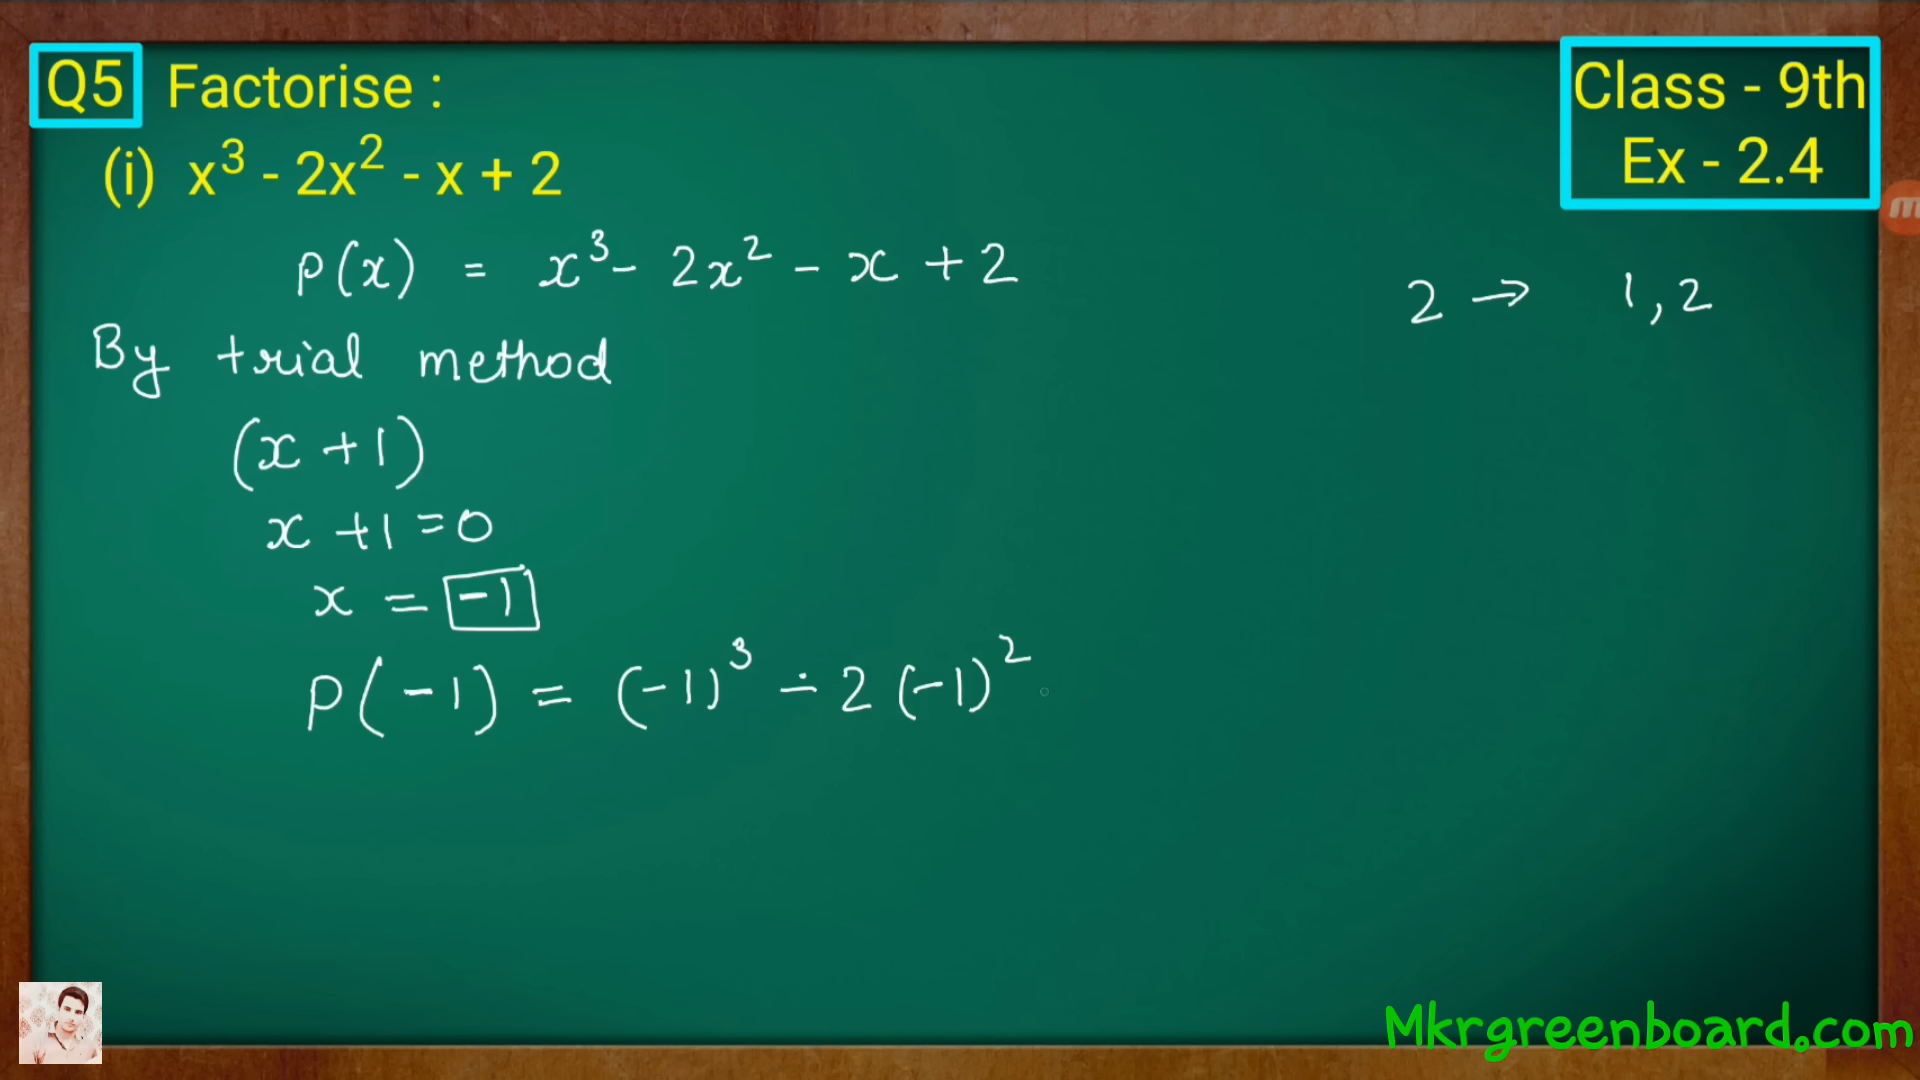 Q5 Factorise :
Class - 9th
Ex - 2.4
(i) x³ - 2x² - x + 2
P(x) = x³ - 2x² - x + 2
2 → 1, 2
By trial method
(x + 1)
x + 1 = 0
x = -1
P(-1) = (-1)³ ∸ 2 (-1)²
Mkrgreenboard.com